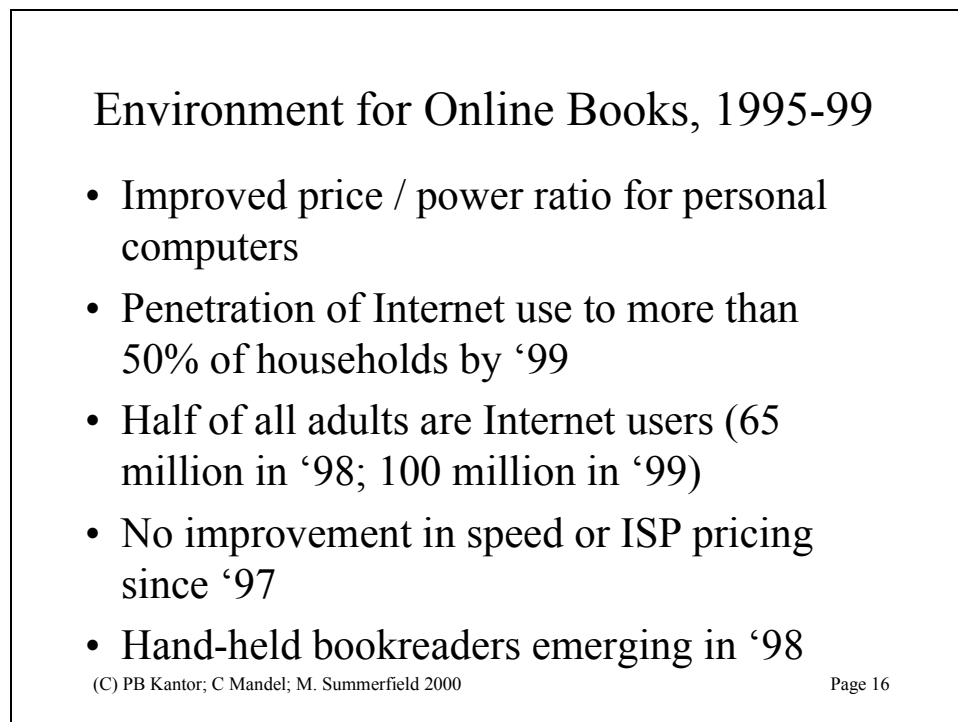 Environment for Online Books, 1995-99
• Improved price / power ratio for personal
computers
• Penetration of Internet use to more than
50% of households by ‘99
• Half of all adults are Internet users (65
million in ‘98; 100 million in ‘99)
• No improvement in speed or ISP pricing
since ‘97
• Hand-held bookreaders emerging in ‘98
(C) PB Kantor; C Mandel; M. Summerfield 2000 Page 16